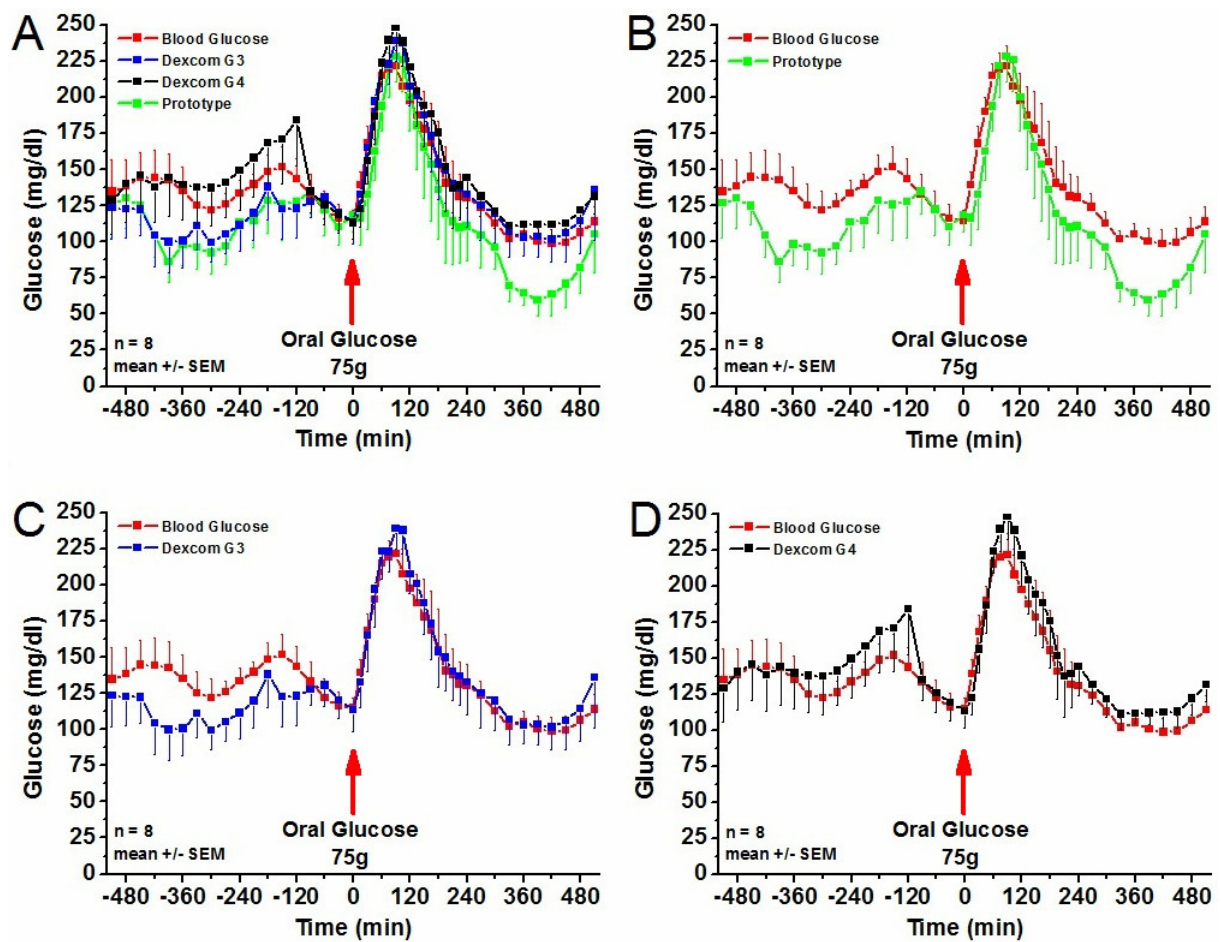 A
Blood Glucose
Dexcom G3
Dexcom G4
Prototype
Glucose (mg/dl)
250
225
200
175
150
125
100
75
50
25
0
n = 8
mean +/- SEM
Oral Glucose
75g
-480 -360 -240 -120 0 120 240 360 480
Time (min)
B
Blood Glucose
Prototype
Glucose (mg/dl)
250
225
200
175
150
125
100
75
50
25
0
n = 8
mean +/- SEM
Oral Glucose
75g
-480 -360 -240 -120 0 120 240 360 480
Time (min)
C
Blood Glucose
Dexcom G3
Glucose (mg/dl)
250
225
200
175
150
125
100
75
50
25
0
n = 8
mean +/- SEM
Oral Glucose
75g
-480 -360 -240 -120 0 120 240 360 480
Time (min)
D
Blood Glucose
Dexcom G4
Glucose (mg/dl)
250
225
200
175
150
125
100
75
50
25
0
n = 8
mean +/- SEM
Oral Glucose
75g
-480 -360 -240 -120 0 120 240 360 480
Time (min)